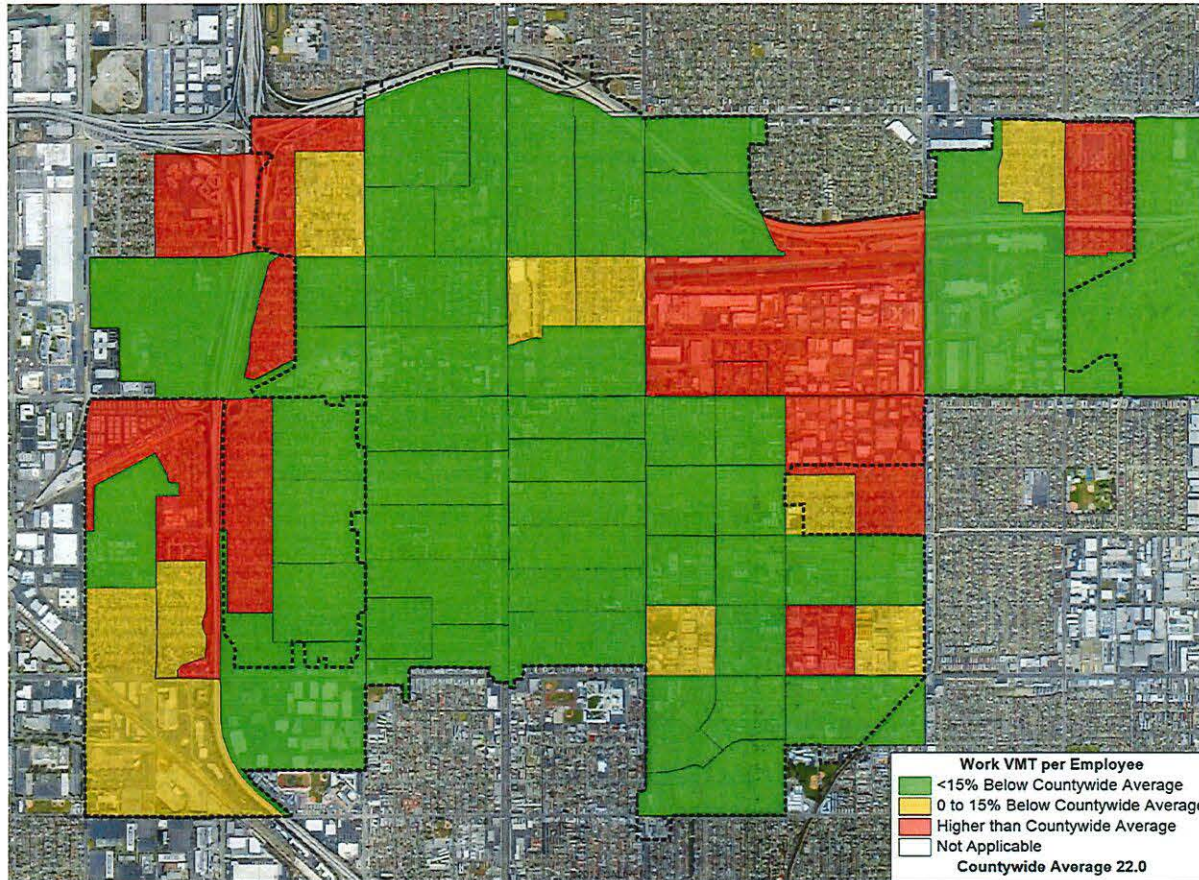 Work VMT per Employee
<15% Below Countywide Average
0 to 15% Below Countywide Average
Higher than Countywide Average
Not Applicable
Countywide Average 22.0